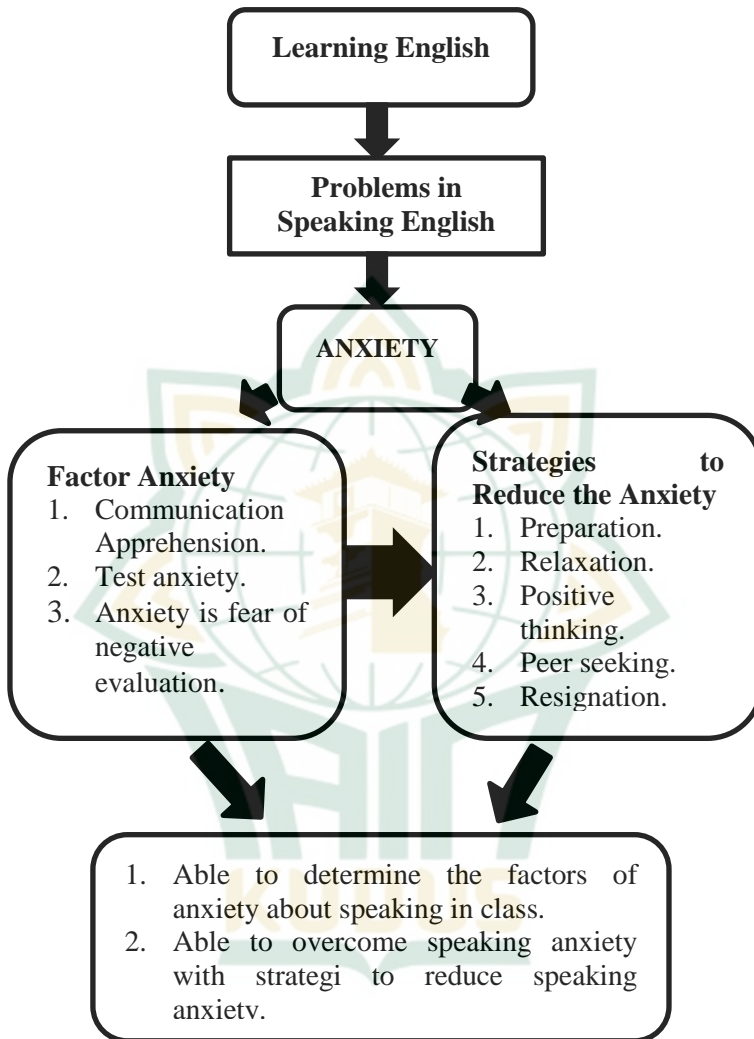 Learning English
Problems in
Speaking English
ANXIETY
Factor Anxiety
1. Communication
Apprehension.
2. Test anxiety.
3. Anxiety is fear of
negative
evaluation.
Strategies to
Reduce the Anxiety
1. Preparation.
2. Relaxation.
3. Positive
thinking.
4. Peer seeking.
5. Resignation.
1. Able to determine the factors of
anxiety about speaking in class.
2. Able to overcome speaking anxiety
with strategi to reduce speaking
anxiety.
KUDUS